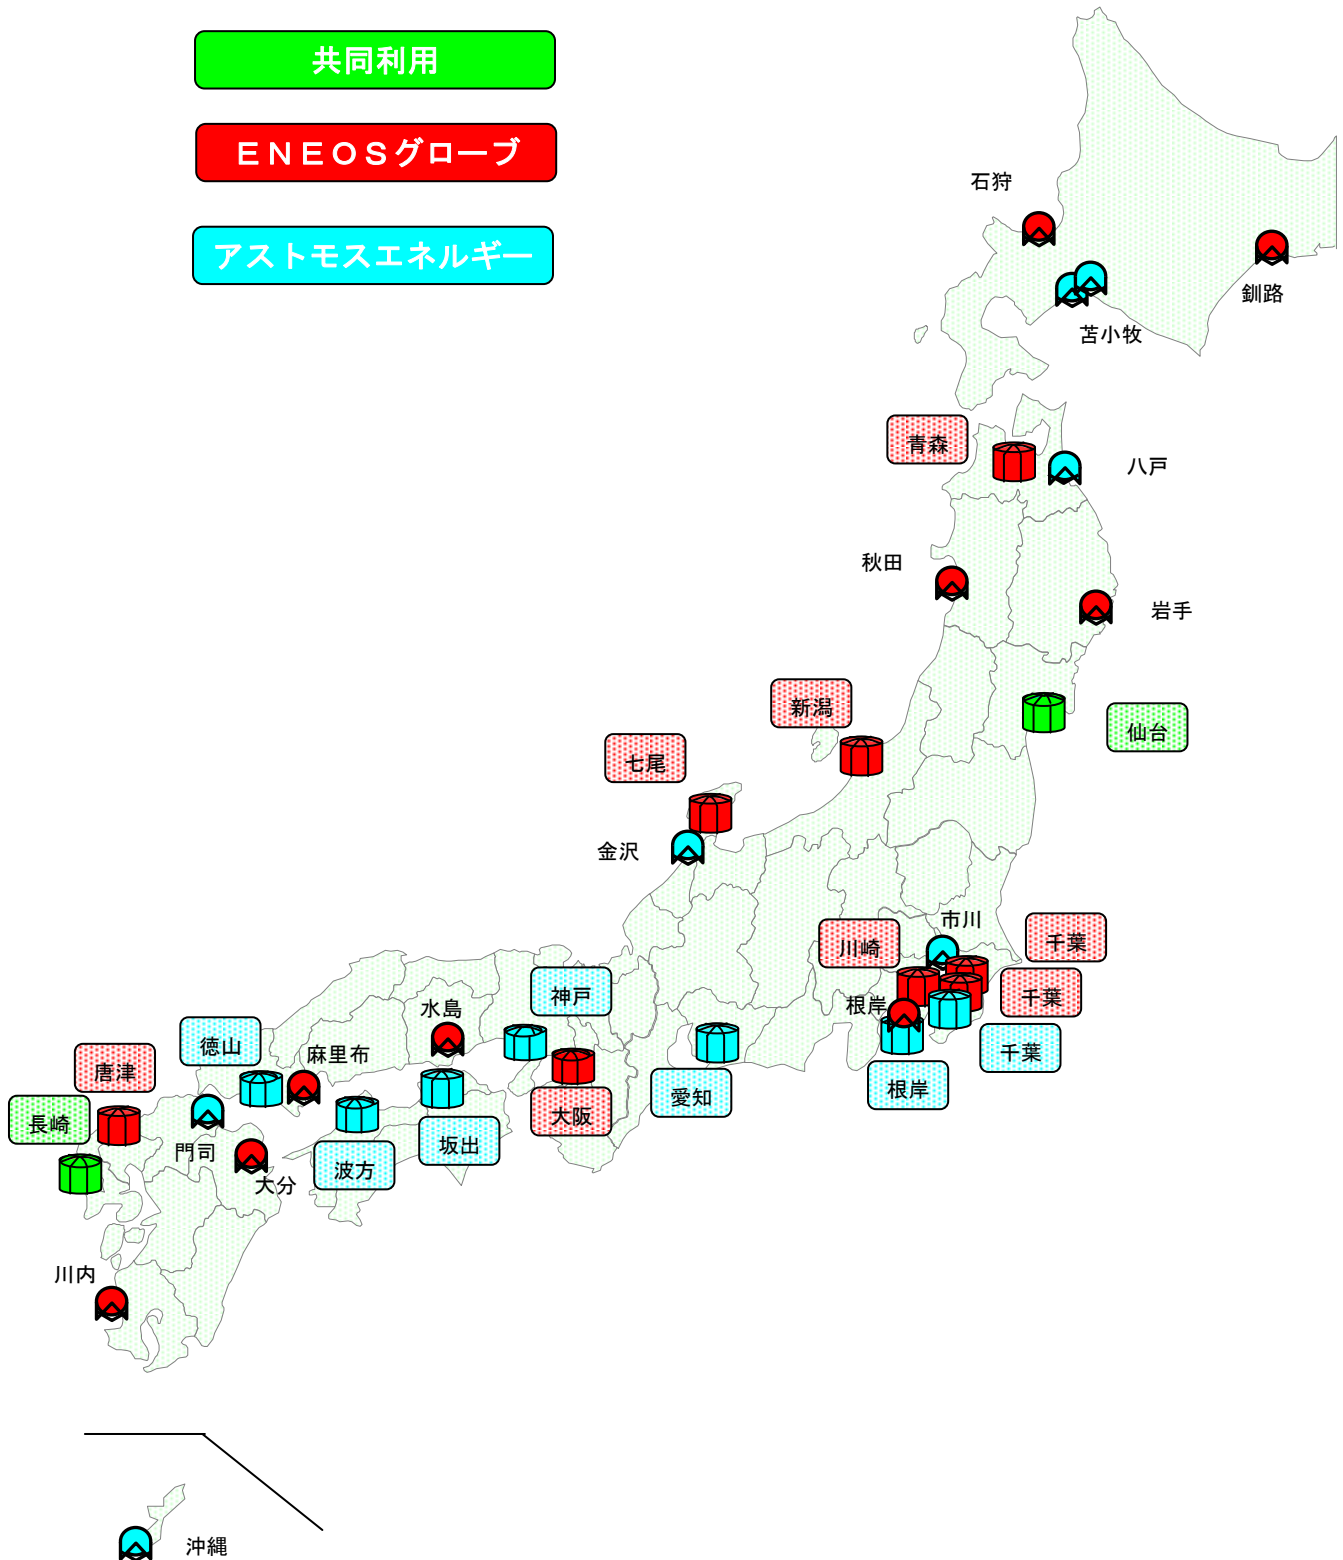 共同利用
ＥＮＥＯＳグローブ
アストモスエネルギー
石狩
釧路
苫小牧
青森
八戸
秋田
岩手
新潟
仙台
七尾
金沢
市川
千葉
川崎
千葉
神戸
根岸
水島
徳山
麻里布
千葉
唐津
愛知
根岸
長崎
大阪
坂出
門司
波方
大分
川内
沖縄